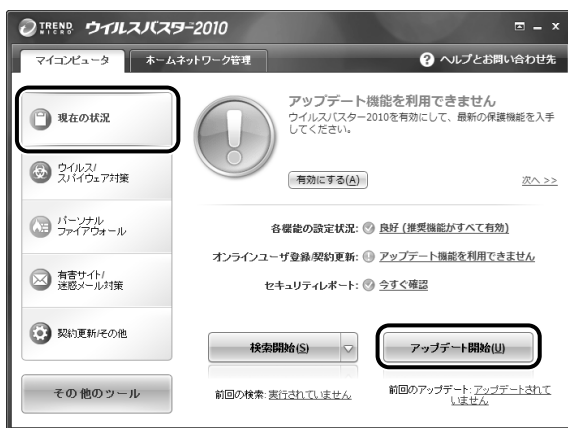 TREND MICRO ウイルスバスター2010
マイコンピュータ
ホームネットワーク管理
? ヘルプとお問い合わせ先
現在の状況
ウイルス/
スパイウェア対策
パーソナル
ファイアウォール
有害サイト/
迷惑メール対策
契約更新/その他
その他のツール
アップデート機能を利用できません
ウイルスバスター2010を有効にして、最新の保護機能を入手
してください。
有効にする(A)
次へ >>
各機能の設定状況: 良好 (推奨機能がすべて有効)
オンラインユーザ登録/契約更新: アップデート機能を利用できません
セキュリティレポート: 今すぐ確認
検索開始(S)
アップデート開始(U)
前回の検索: 実行されていません
前回のアップデート: アップデートされて
いません